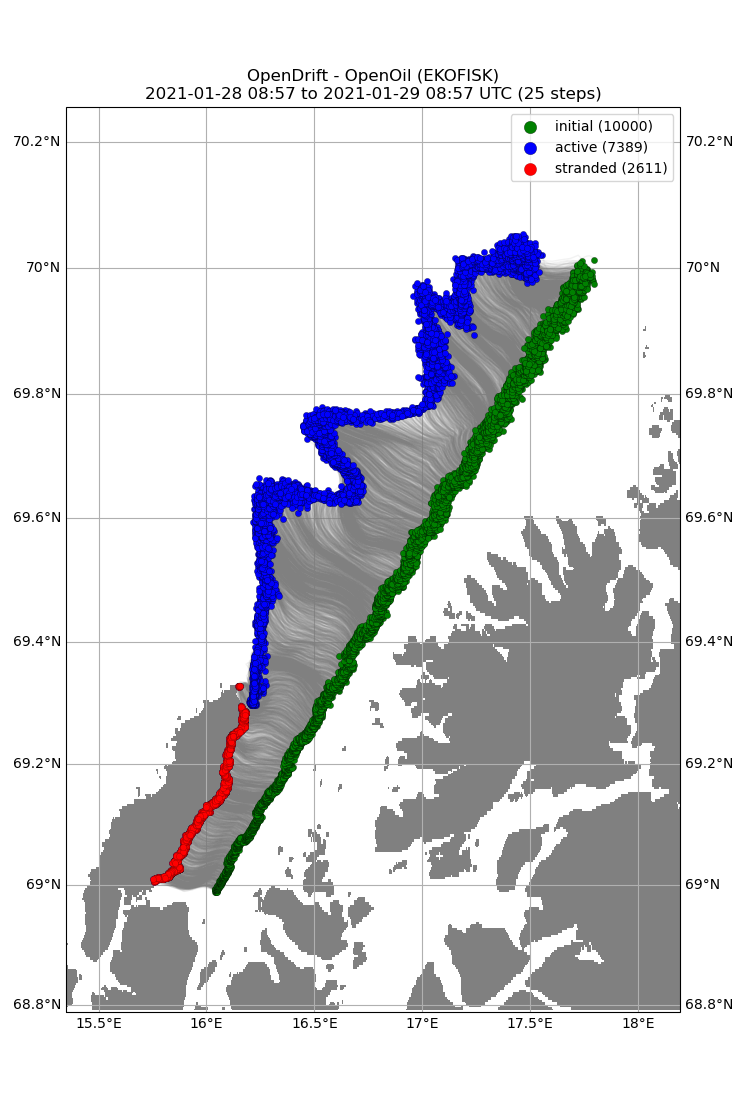 OpenDrift - OpenOil (EKOFISK)
2021-01-28 08:57 to 2021-01-29 08:57 UTC (25 steps)
initial (10000)
active (7389)
stranded (2611)
70.2°N 70.2°N
70°N 70°N
69.8°N 69.8°N
69.6°N 69.6°N
69.4°N 69.4°N
69.2°N 69.2°N
69°N 69°N
68.8°N 68.8°N
15.5°E 16°E 16.5°E 17°E 17.5°E 18°E